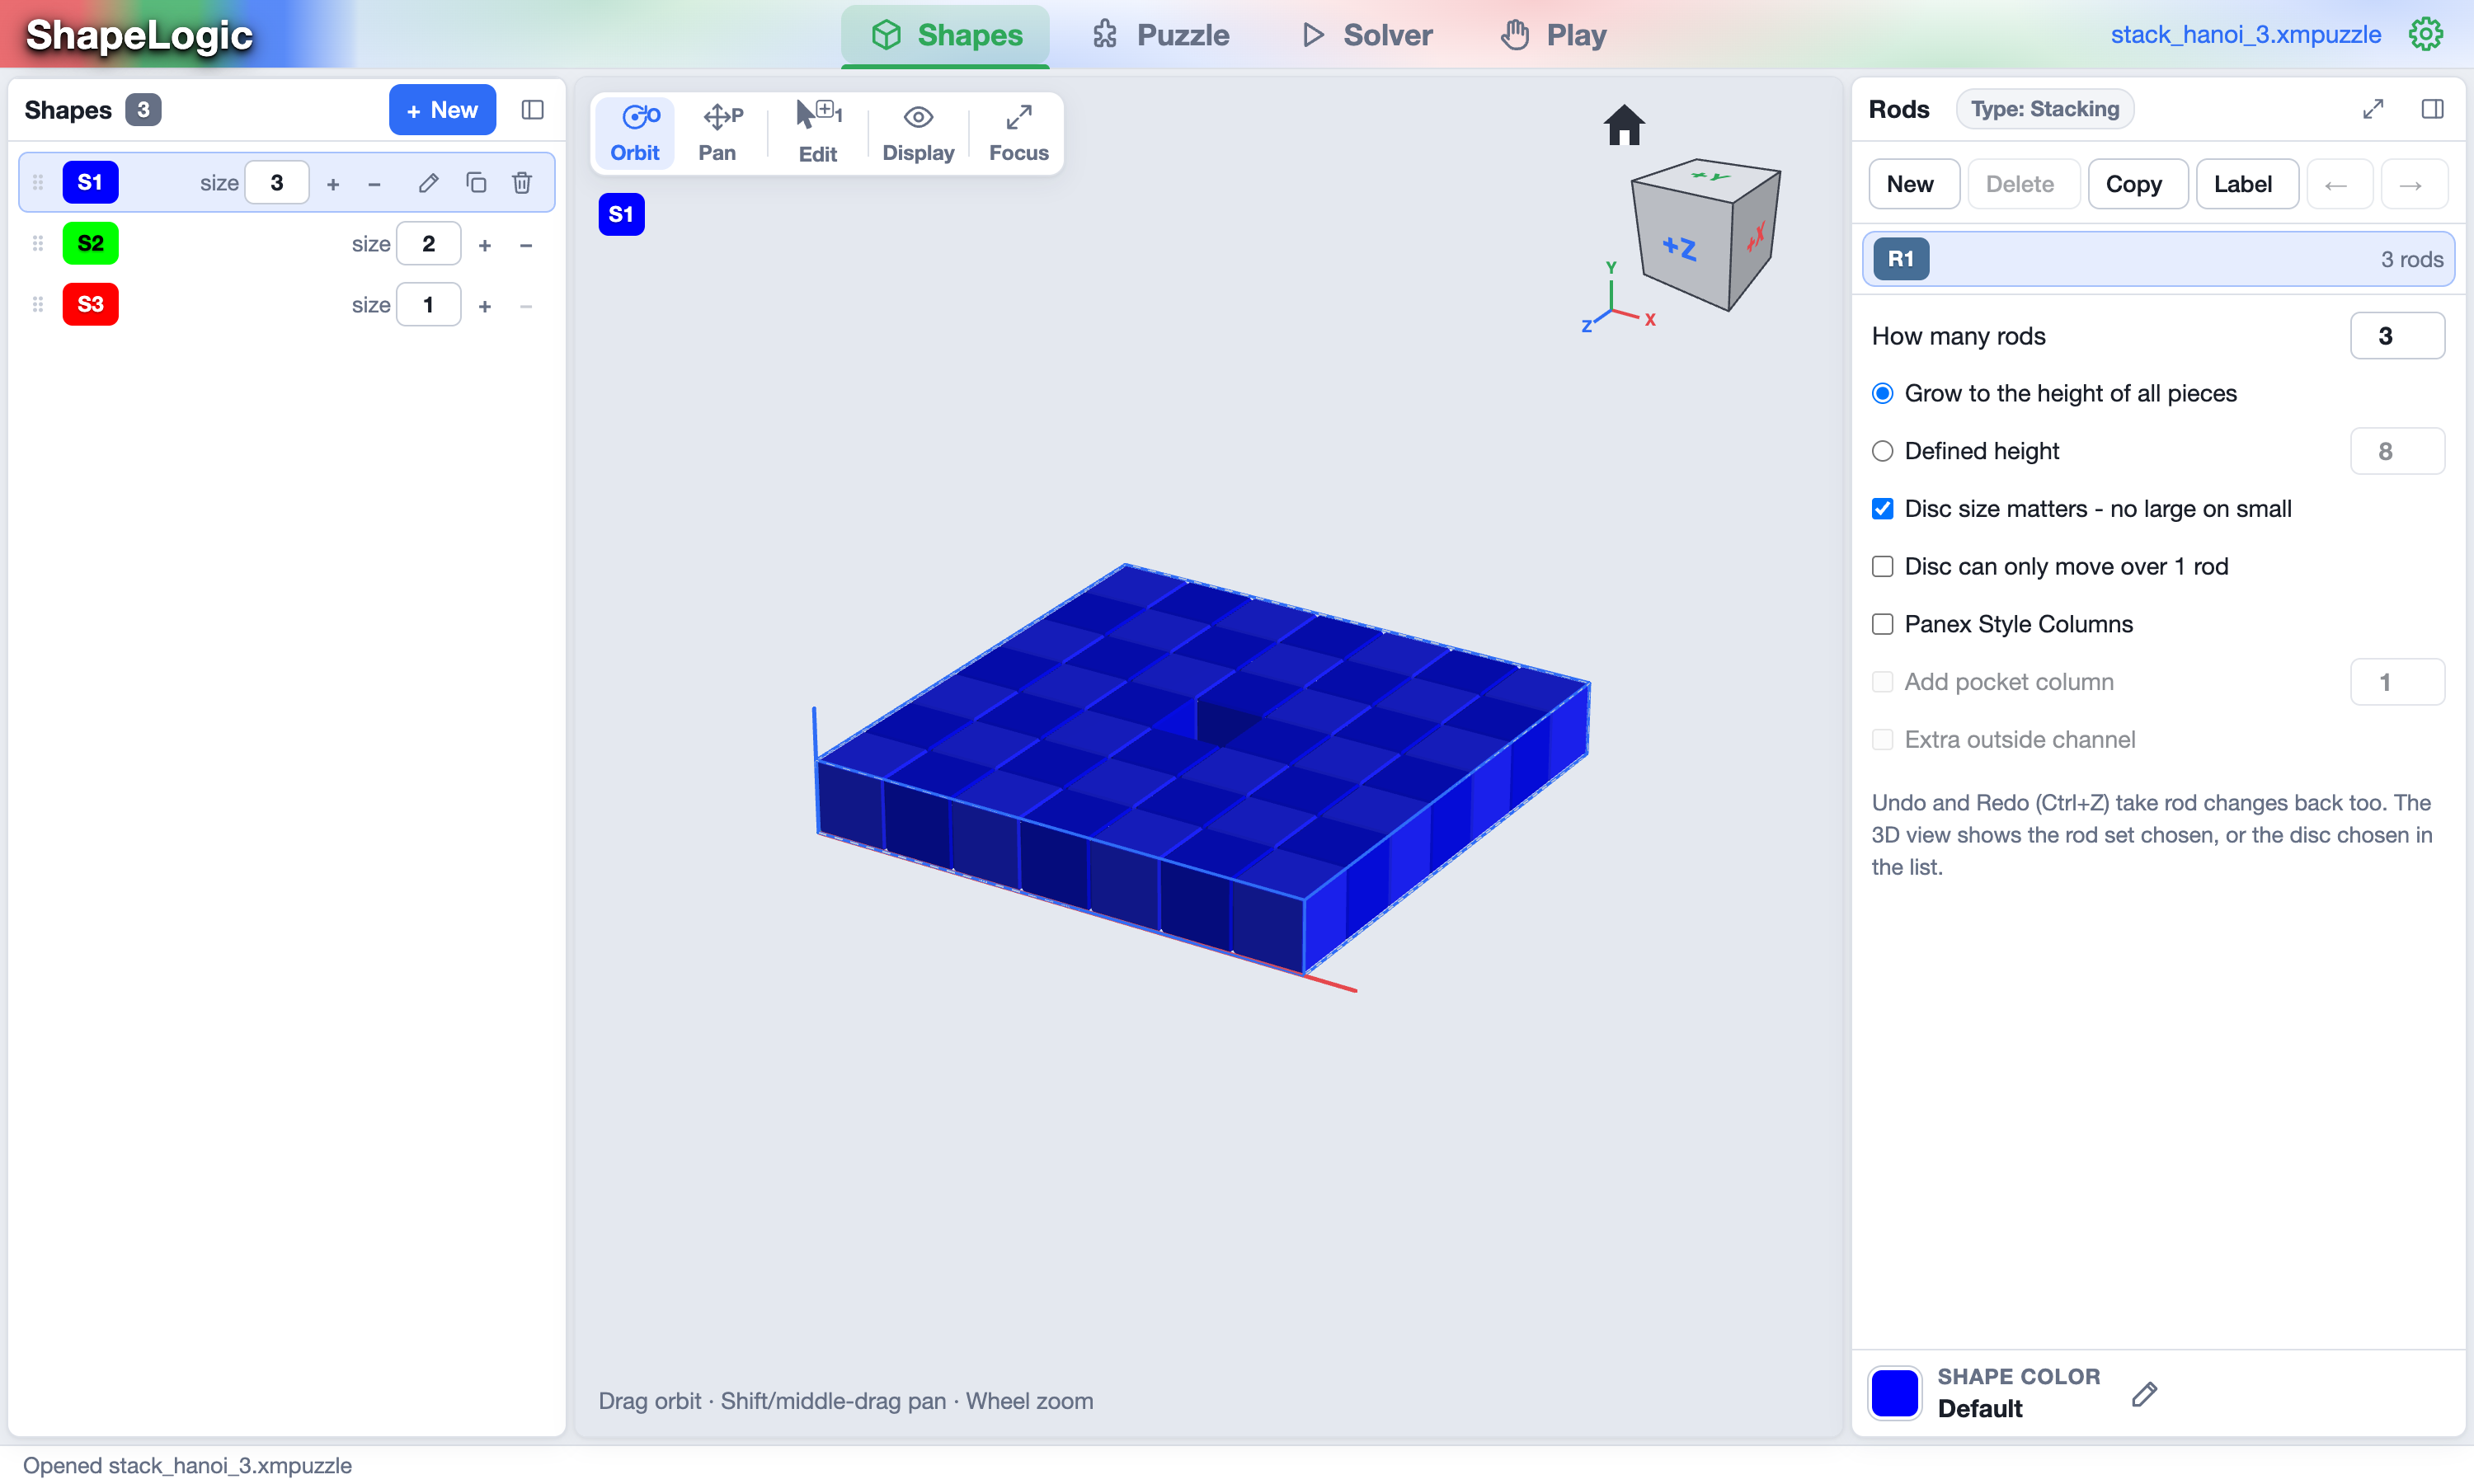 ShapeLogic
Shapes
Puzzle
Solver
Play
stack_hanoi_3.xmpuzzle
Shapes 3
+ New
S1 size 3 + −
S2 size 2 + −
S3 size 1 + −
O
Orbit
P
Pan
1
Edit
Display
Focus
S1
+Y
+Z
+X
Y
Z
X
Drag orbit · Shift/middle-drag pan · Wheel zoom
Rods
Type: Stacking
New
Delete
Copy
Label
←
→
R1 3 rods
How many rods 3
Grow to the height of all pieces
Defined height 8
Disc size matters - no large on small
Disc can only move over 1 rod
Panex Style Columns
Add pocket column 1
Extra outside channel
Undo and Redo (Ctrl+Z) take rod changes back too. The
3D view shows the rod set chosen, or the disc chosen in
the list.
SHAPE COLOR
Default
Opened stack_hanoi_3.xmpuzzle